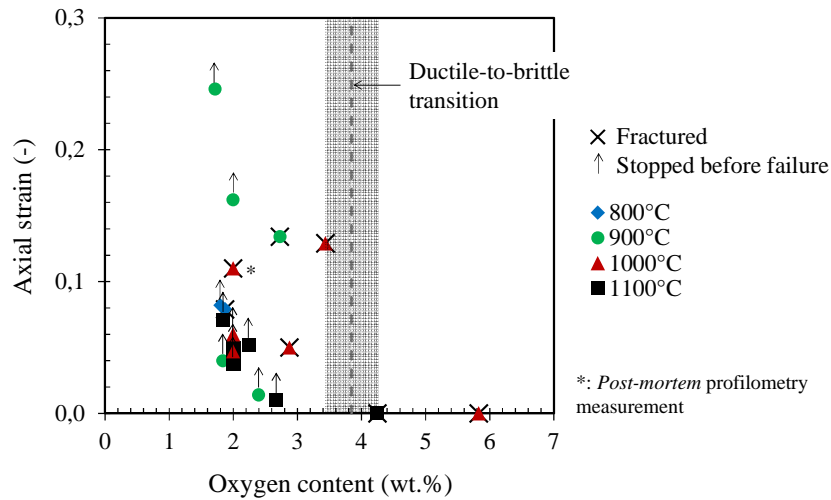 0,3
0,2
0,1
0,0
Axial strain (-)
0 1 2 3 4 5 6 7
Oxygen content (wt.%)
Ductile-to-brittle
transition
*
Fractured
Stopped before failure
800°C
900°C
1000°C
1100°C
*: Post-mortem profilometry
measurement